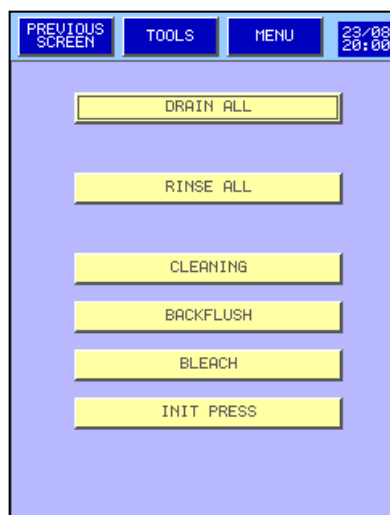 PREVIOUS
SCREEN
TOOLS
MENU
23/08
20:00
DRAIN ALL
RINSE ALL
CLEANING
BACKFLUSH
BLEACH
INIT PRESS